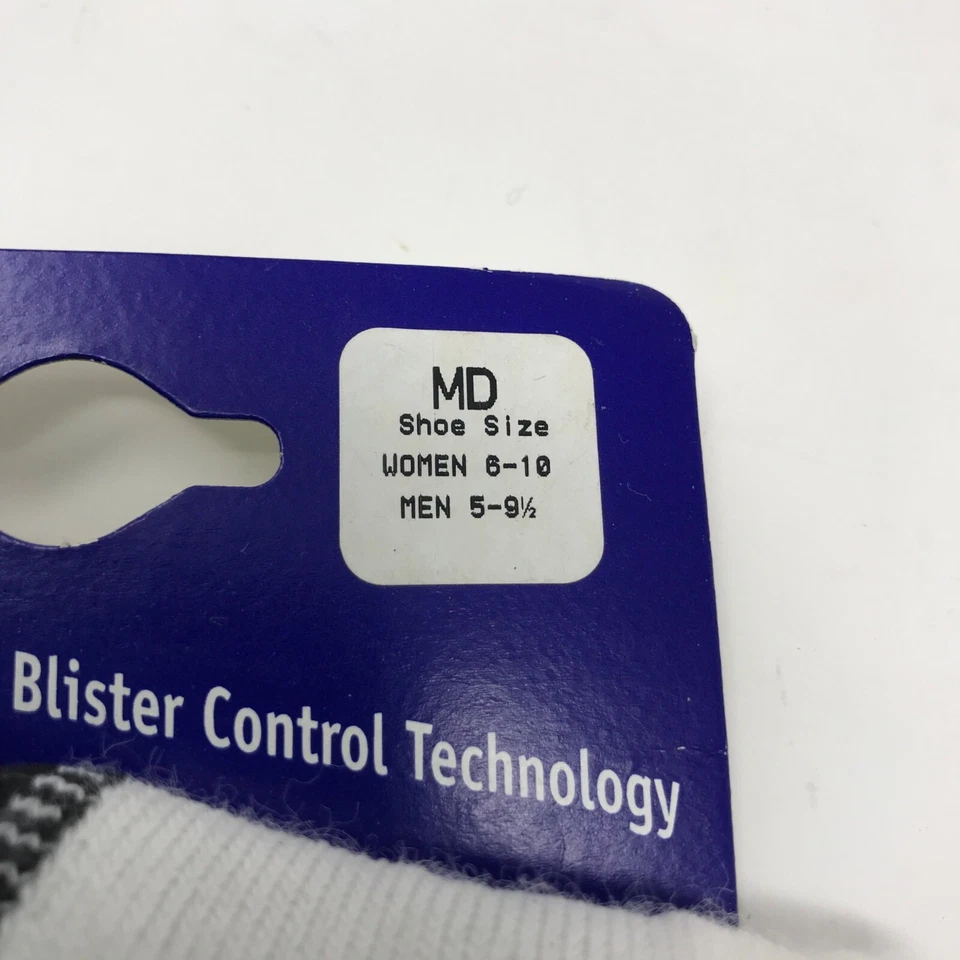 MD
Shoe Size
WOMEN 6-10
MEN 5-9½
Blister Control Technology